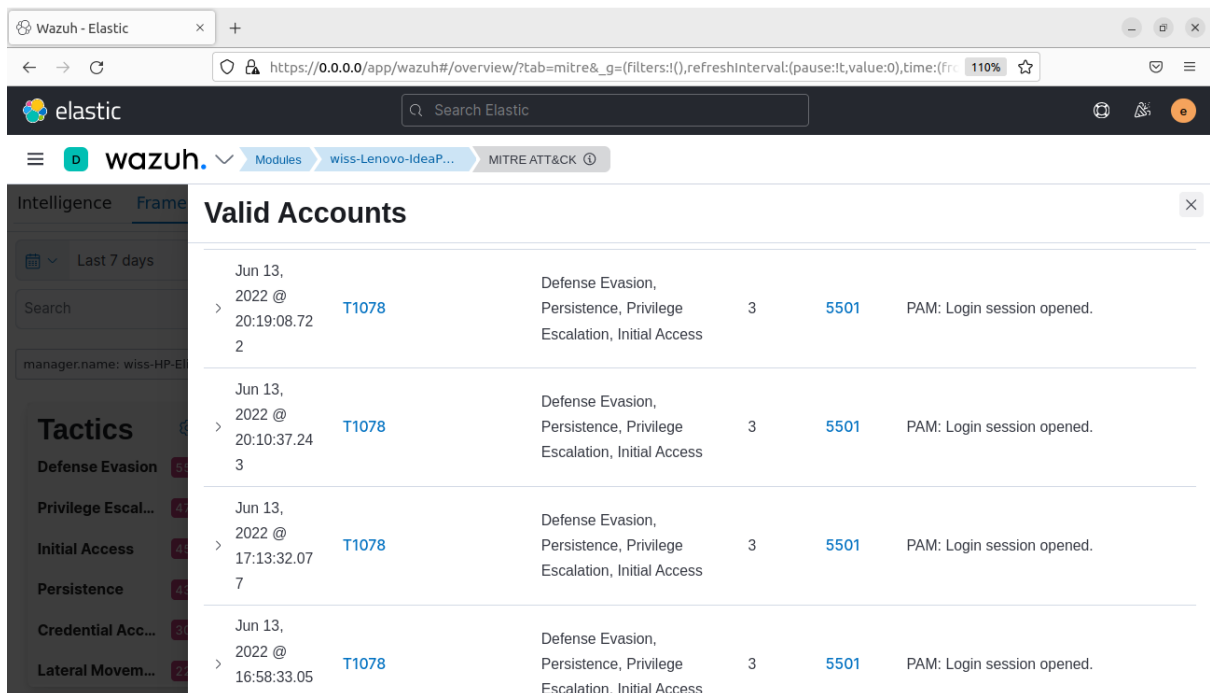 Wazuh - Elastic
https://0.0.0.0/app/wazuh#/overview/?tab=mitre&_g=(filters:!(),refreshInterval:(pause:!t,value:0),time:(fro
110%
elastic
Search Elastic
e
D wazuh.
Modules
wiss-Lenovo-IdeaP...
MITRE ATT&CK
Intelligence
Frame
Valid Accounts
Last 7 days
Search
manager.name: wiss-HP-Eli
Tactics
Defense Evasion
Privilege Escal...
Initial Access
Persistence
Credential Acc...
Lateral Movem...
Jun 13,
2022 @
20:19:08.72
2
T1078
Defense Evasion,
Persistence, Privilege
Escalation, Initial Access
3
5501
PAM: Login session opened.
Jun 13,
2022 @
20:10:37.24
3
T1078
Defense Evasion,
Persistence, Privilege
Escalation, Initial Access
3
5501
PAM: Login session opened.
Jun 13,
2022 @
17:13:32.07
7
T1078
Defense Evasion,
Persistence, Privilege
Escalation, Initial Access
3
5501
PAM: Login session opened.
Jun 13,
2022 @
16:58:33.05
T1078
Defense Evasion,
Persistence, Privilege
Escalation, Initial Access
3
5501
PAM: Login session opened.